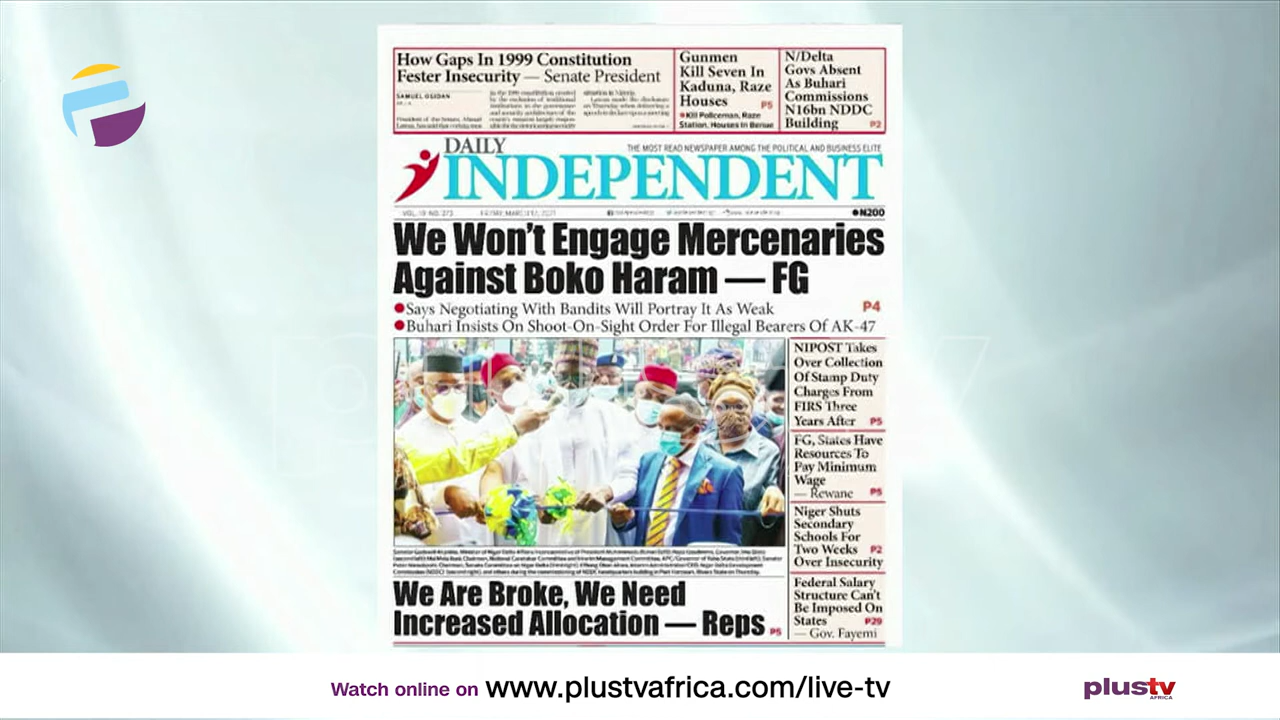 How Gaps In 1999 Constitution
Fester Insecurity — Senate President
SAMUEL OGIDAN
Gunmen
Kill Seven In
Kaduna, Raze
Houses P5
●Kill Policeman, Raze
Station, Houses In Benue
N/Delta
Govs Absent
As Buhari
Commissions
N16bn NDDC
Building P2
DAILY
THE MOST READ NEWSPAPER AMONG THE POLITICAL AND BUSINESS ELITE
INDEPENDENT
VOL. 19 NO. 273
●N200
We Won't Engage Mercenaries
Against Boko Haram — FG
●Says Negotiating With Bandits Will Portray It As Weak P4
●Buhari Insists On Shoot-On-Sight Order For Illegal Bearers Of AK-47
NIPOST Takes
Over Collection
Of Stamp Duty
Charges From
FIRS Three
Years After P5
FG, States Have
Resources To
Pay Minimum
Wage
— Rewane P5
Niger Shuts
Secondary
Schools For
Two Weeks P2
Over Insecurity
Federal Salary
Structure Can't
Be Imposed On
States P29
— Gov. Fayemi
We Are Broke, We Need
Increased Allocation — Reps P5
Watch online on www.plustvafrica.com/live-tv
plustv
AFRICA